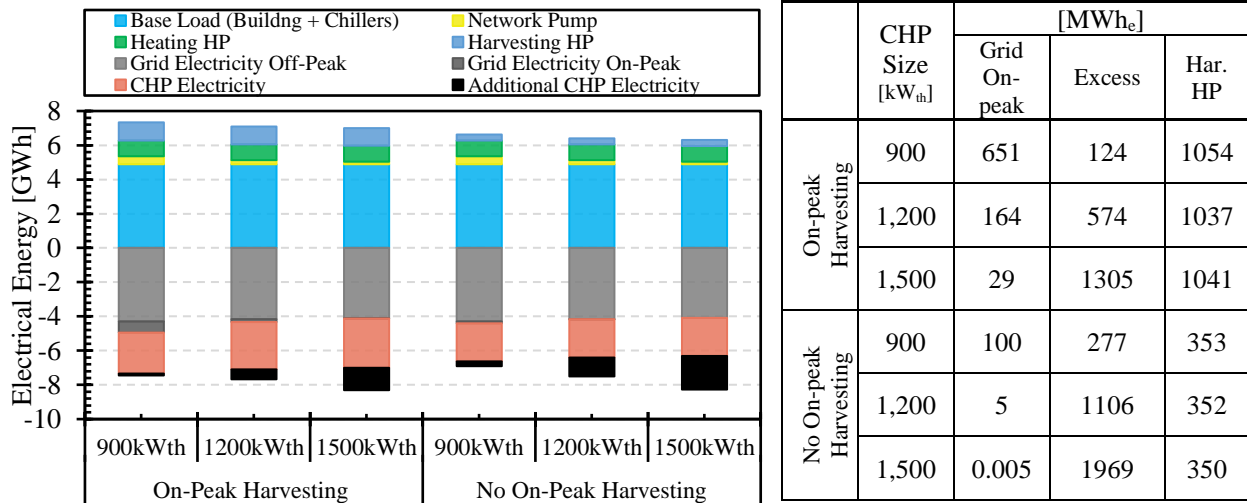 Base Load (Buildng + Chillers)
Network Pump
Heating HP
Harvesting HP
Grid Electricity Off-Peak
Grid Electricity On-Peak
CHP Electricity
Additional CHP Electricity
Electrical Energy [GWh]
8
6
4
2
0
-2
-4
-6
-8
-10
900kWth 1200kWth 1500kWth 900kWth 1200kWth 1500kWth
On-Peak Harvesting No On-Peak Harvesting
CHP Size [kWth]
[MWhe]
Grid On-peak
Excess
Har. HP
On-peak Harvesting
900 651 124 1054
1,200 164 574 1037
1,500 29 1305 1041
No On-peak Harvesting
900 100 277 353
1,200 5 1106 352
1,500 0.005 1969 350